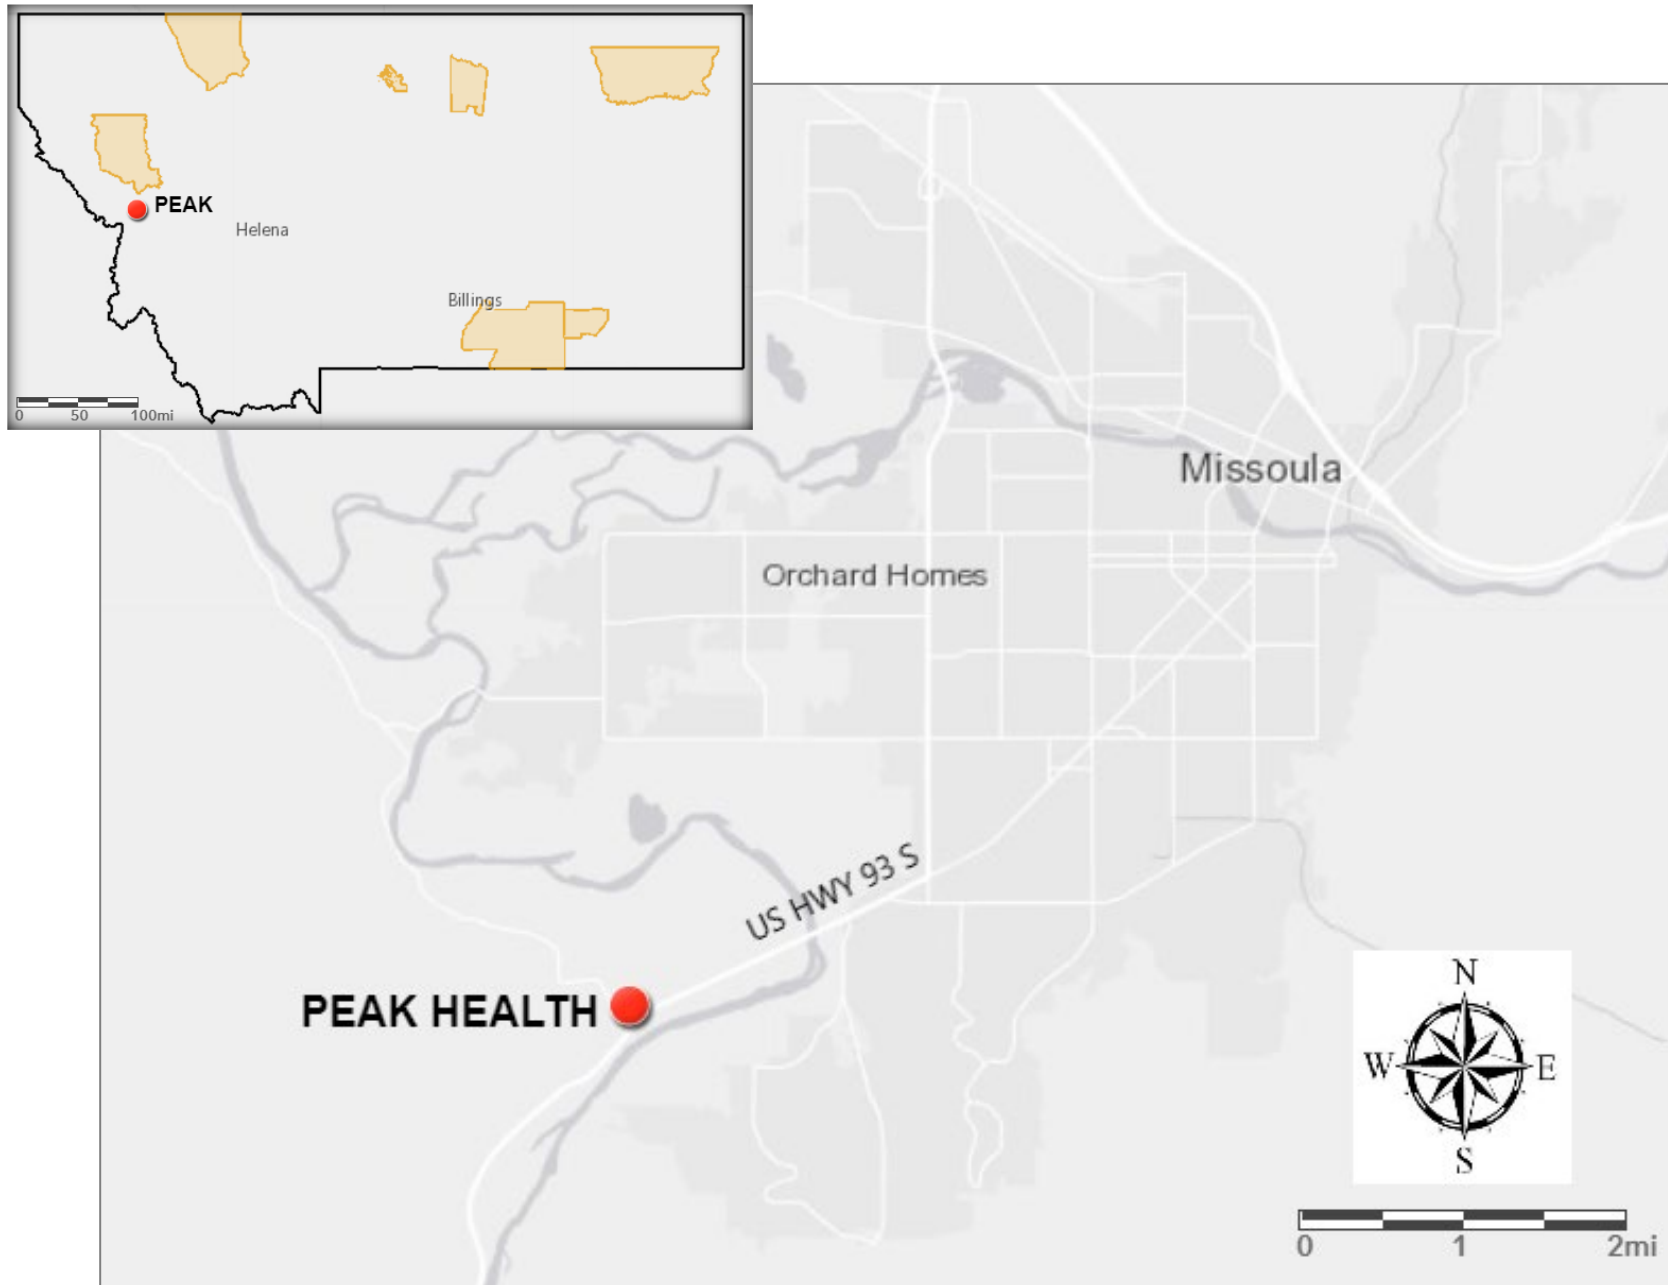 PEAK
Helena
Billings
0 50 100mi
Missoula
Orchard Homes
US HWY 93 S
PEAK HEALTH
N
W E
S
0 1 2mi